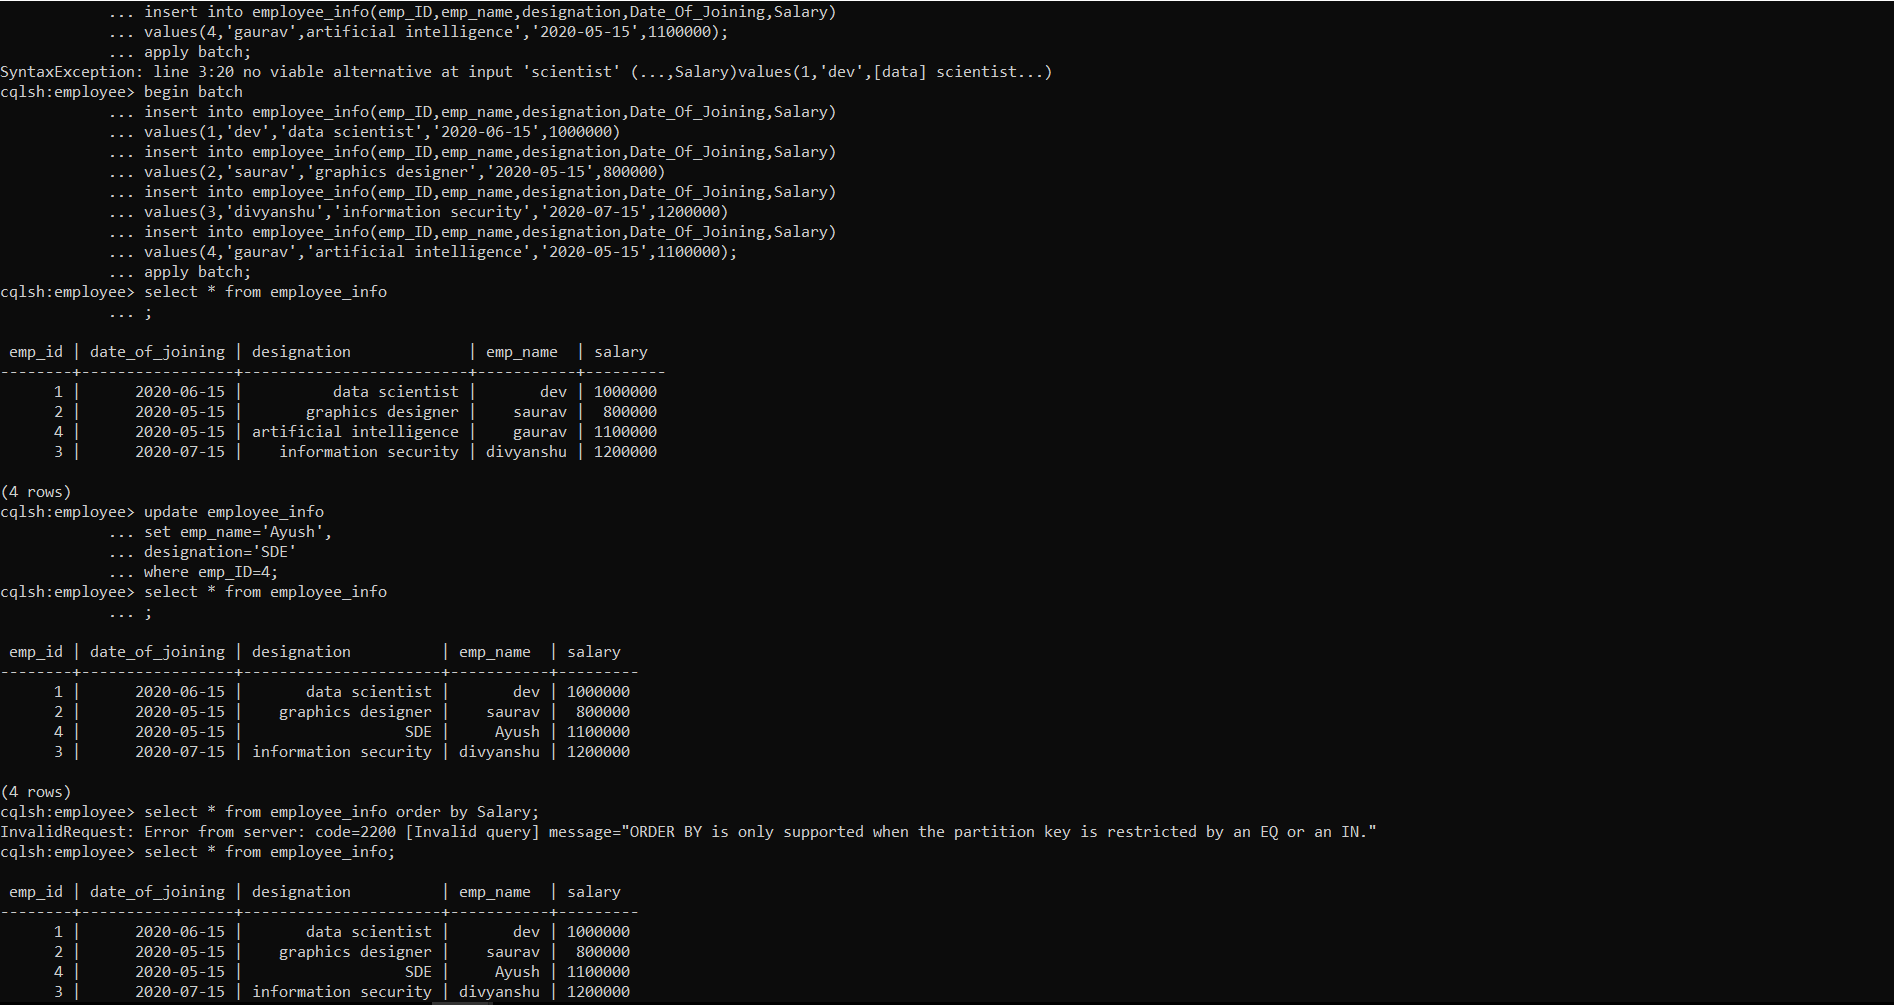 ... insert into employee_info(emp_ID,emp_name,designation,Date_Of_Joining,Salary)
... values(4,'gaurav',artificial intelligence','2020-05-15',1100000);
... apply batch;
SyntaxException: line 3:20 no viable alternative at input 'scientist' (...,Salary)values(1,'dev',[data] scientist...)
cqlsh:employee> begin batch
... insert into employee_info(emp_ID,emp_name,designation,Date_Of_Joining,Salary)
... values(1,'dev','data scientist','2020-06-15',1000000)
... insert into employee_info(emp_ID,emp_name,designation,Date_Of_Joining,Salary)
... values(2,'saurav','graphics designer','2020-05-15',800000)
... insert into employee_info(emp_ID,emp_name,designation,Date_Of_Joining,Salary)
... values(3,'divyanshu','information security','2020-07-15',1200000)
... insert into employee_info(emp_ID,emp_name,designation,Date_Of_Joining,Salary)
... values(4,'gaurav','artificial intelligence','2020-05-15',1100000);
... apply batch;
cqlsh:employee> select * from employee_info
... ;
emp_id | date_of_joining | designation | emp_name | salary
--------+-----------------+-------------------------+-----------+---------
1 | 2020-06-15 | data scientist | dev | 1000000
2 | 2020-05-15 | graphics designer | saurav | 800000
4 | 2020-05-15 | artificial intelligence | gaurav | 1100000
3 | 2020-07-15 | information security | divyanshu | 1200000
(4 rows)
cqlsh:employee> update employee_info
... set emp_name='Ayush',
... designation='SDE'
... where emp_ID=4;
cqlsh:employee> select * from employee_info
... ;
emp_id | date_of_joining | designation | emp_name | salary
--------+-----------------+----------------------+-----------+---------
1 | 2020-06-15 | data scientist | dev | 1000000
2 | 2020-05-15 | graphics designer | saurav | 800000
4 | 2020-05-15 | SDE | Ayush | 1100000
3 | 2020-07-15 | information security | divyanshu | 1200000
(4 rows)
cqlsh:employee> select * from employee_info order by Salary;
InvalidRequest: Error from server: code=2200 [Invalid query] message="ORDER BY is only supported when the partition key is restricted by an EQ or an IN."
cqlsh:employee> select * from employee_info;
emp_id | date_of_joining | designation | emp_name | salary
--------+-----------------+----------------------+-----------+---------
1 | 2020-06-15 | data scientist | dev | 1000000
2 | 2020-05-15 | graphics designer | saurav | 800000
4 | 2020-05-15 | SDE | Ayush | 1100000
3 | 2020-07-15 | information security | divyanshu | 1200000